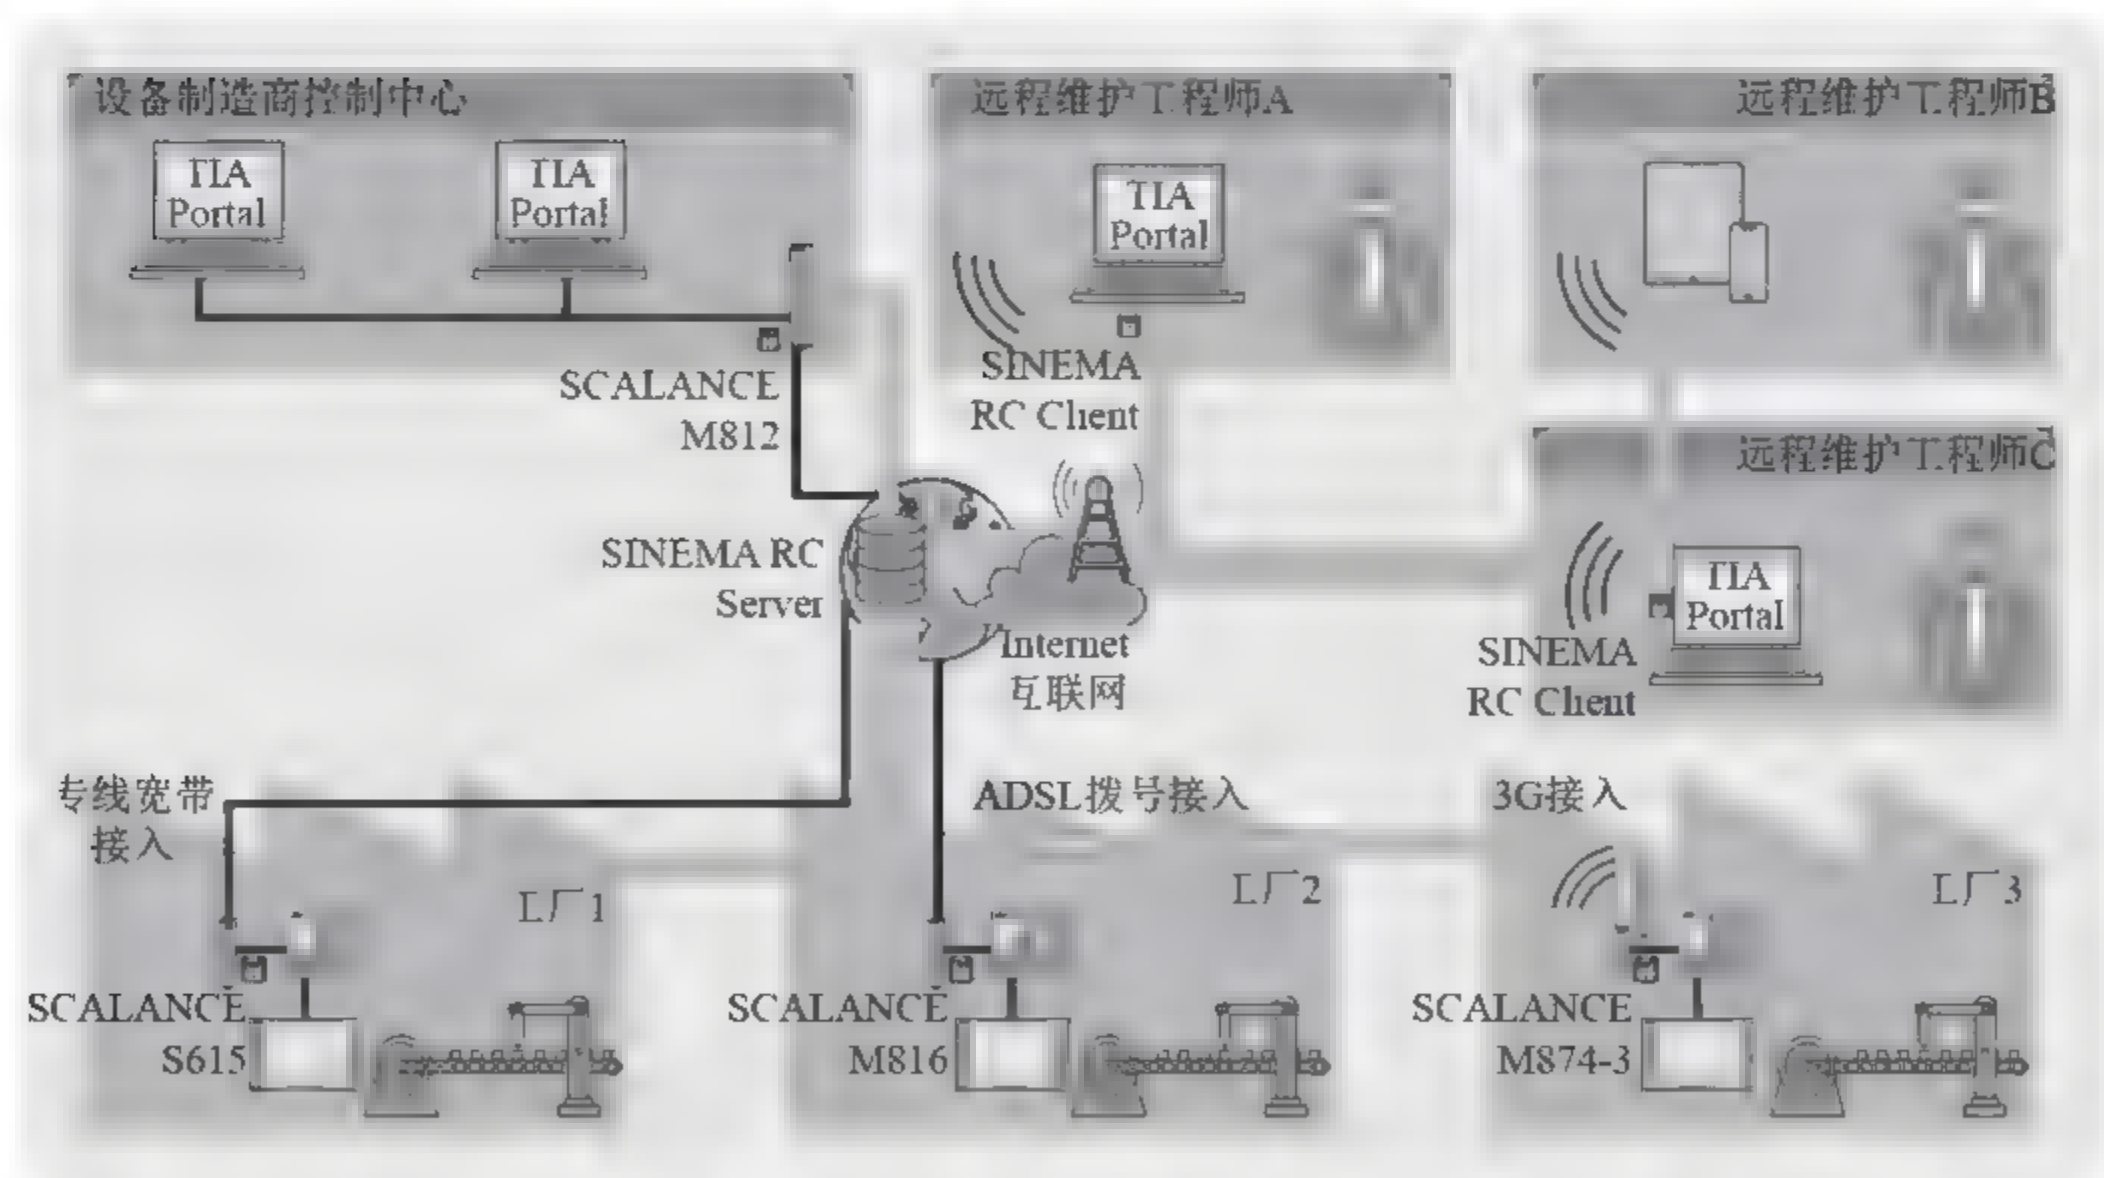 设备制造商控制中心
TIA
Portal
TIA
Portal
SCALANCE
M812
远程维护工程师A
TIA
Portal
SINEMA
RC Client
远程维护工程师B
远程维护工程师C
TIA
Portal
SINEMA
RC Client
SINEMA RC
Server
Internet
互联网
专线宽带
接入
工厂1
SCALANCE
S615
ADSL拨号接入
工厂2
SCALANCE
M816
3G接入
工厂3
SCALANCE
M874-3